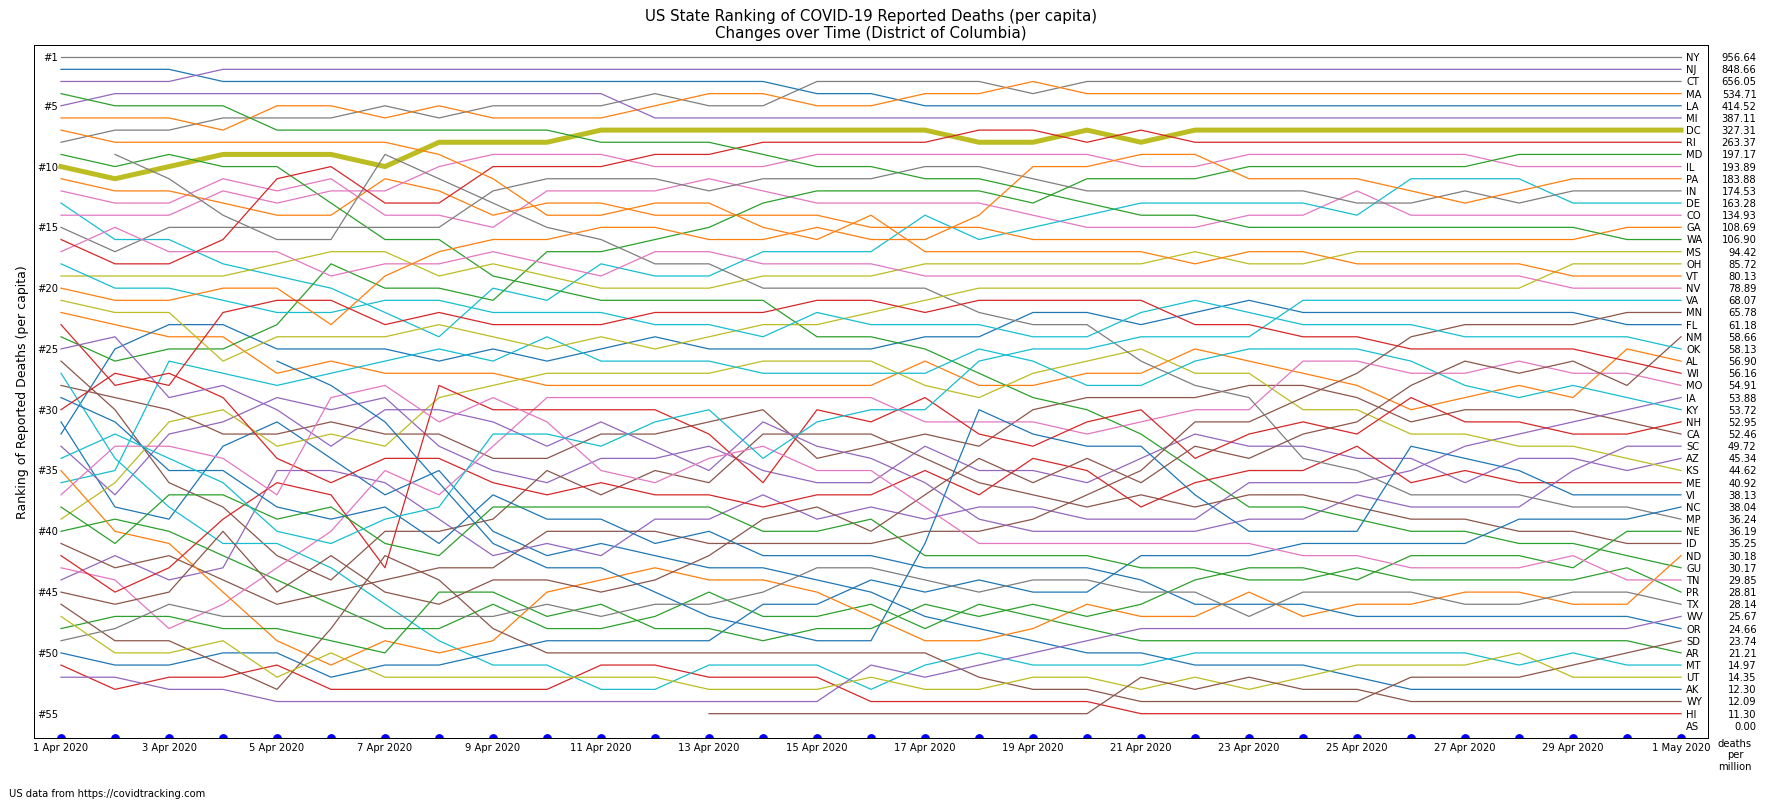 US State Ranking of COVID-19 Reported Deaths (per capita)
Changes over Time (District of Columbia)
Ranking of Reported Deaths (per capita)
#1
#5
#10
#15
#20
#25
#30
#35
#40
#45
#50
#55
NY 956.64
NJ 848.66
CT 656.05
MA 534.71
LA 414.52
MI 387.11
DC 327.31
RI 263.37
MD 197.17
IL 193.89
PA 183.88
IN 174.53
DE 163.28
CO 134.93
GA 108.69
WA 106.90
MS 94.42
OH 85.72
VT 80.13
NV 78.89
VA 68.07
MN 65.78
FL 61.18
NM 58.66
OK 58.13
AL 56.90
WI 56.16
MO 54.91
IA 53.88
KY 53.72
NH 52.95
CA 52.46
SC 49.72
AZ 45.34
KS 44.62
ME 40.92
VI 38.13
NC 38.04
MP 36.24
NE 36.19
ID 35.25
ND 30.18
GU 30.17
TN 29.85
PR 28.81
TX 28.14
WV 25.67
OR 24.66
SD 23.74
AR 21.21
MT 14.97
UT 14.35
AK 12.30
WY 12.09
HI 11.30
AS 0.00
1 Apr 2020 3 Apr 2020 5 Apr 2020 7 Apr 2020 9 Apr 2020 11 Apr 2020 13 Apr 2020 15 Apr 2020 17 Apr 2020 19 Apr 2020 21 Apr 2020 23 Apr 2020 25 Apr 2020 27 Apr 2020 29 Apr 2020 1 May 2020
deaths
per
million
US data from https://covidtracking.com